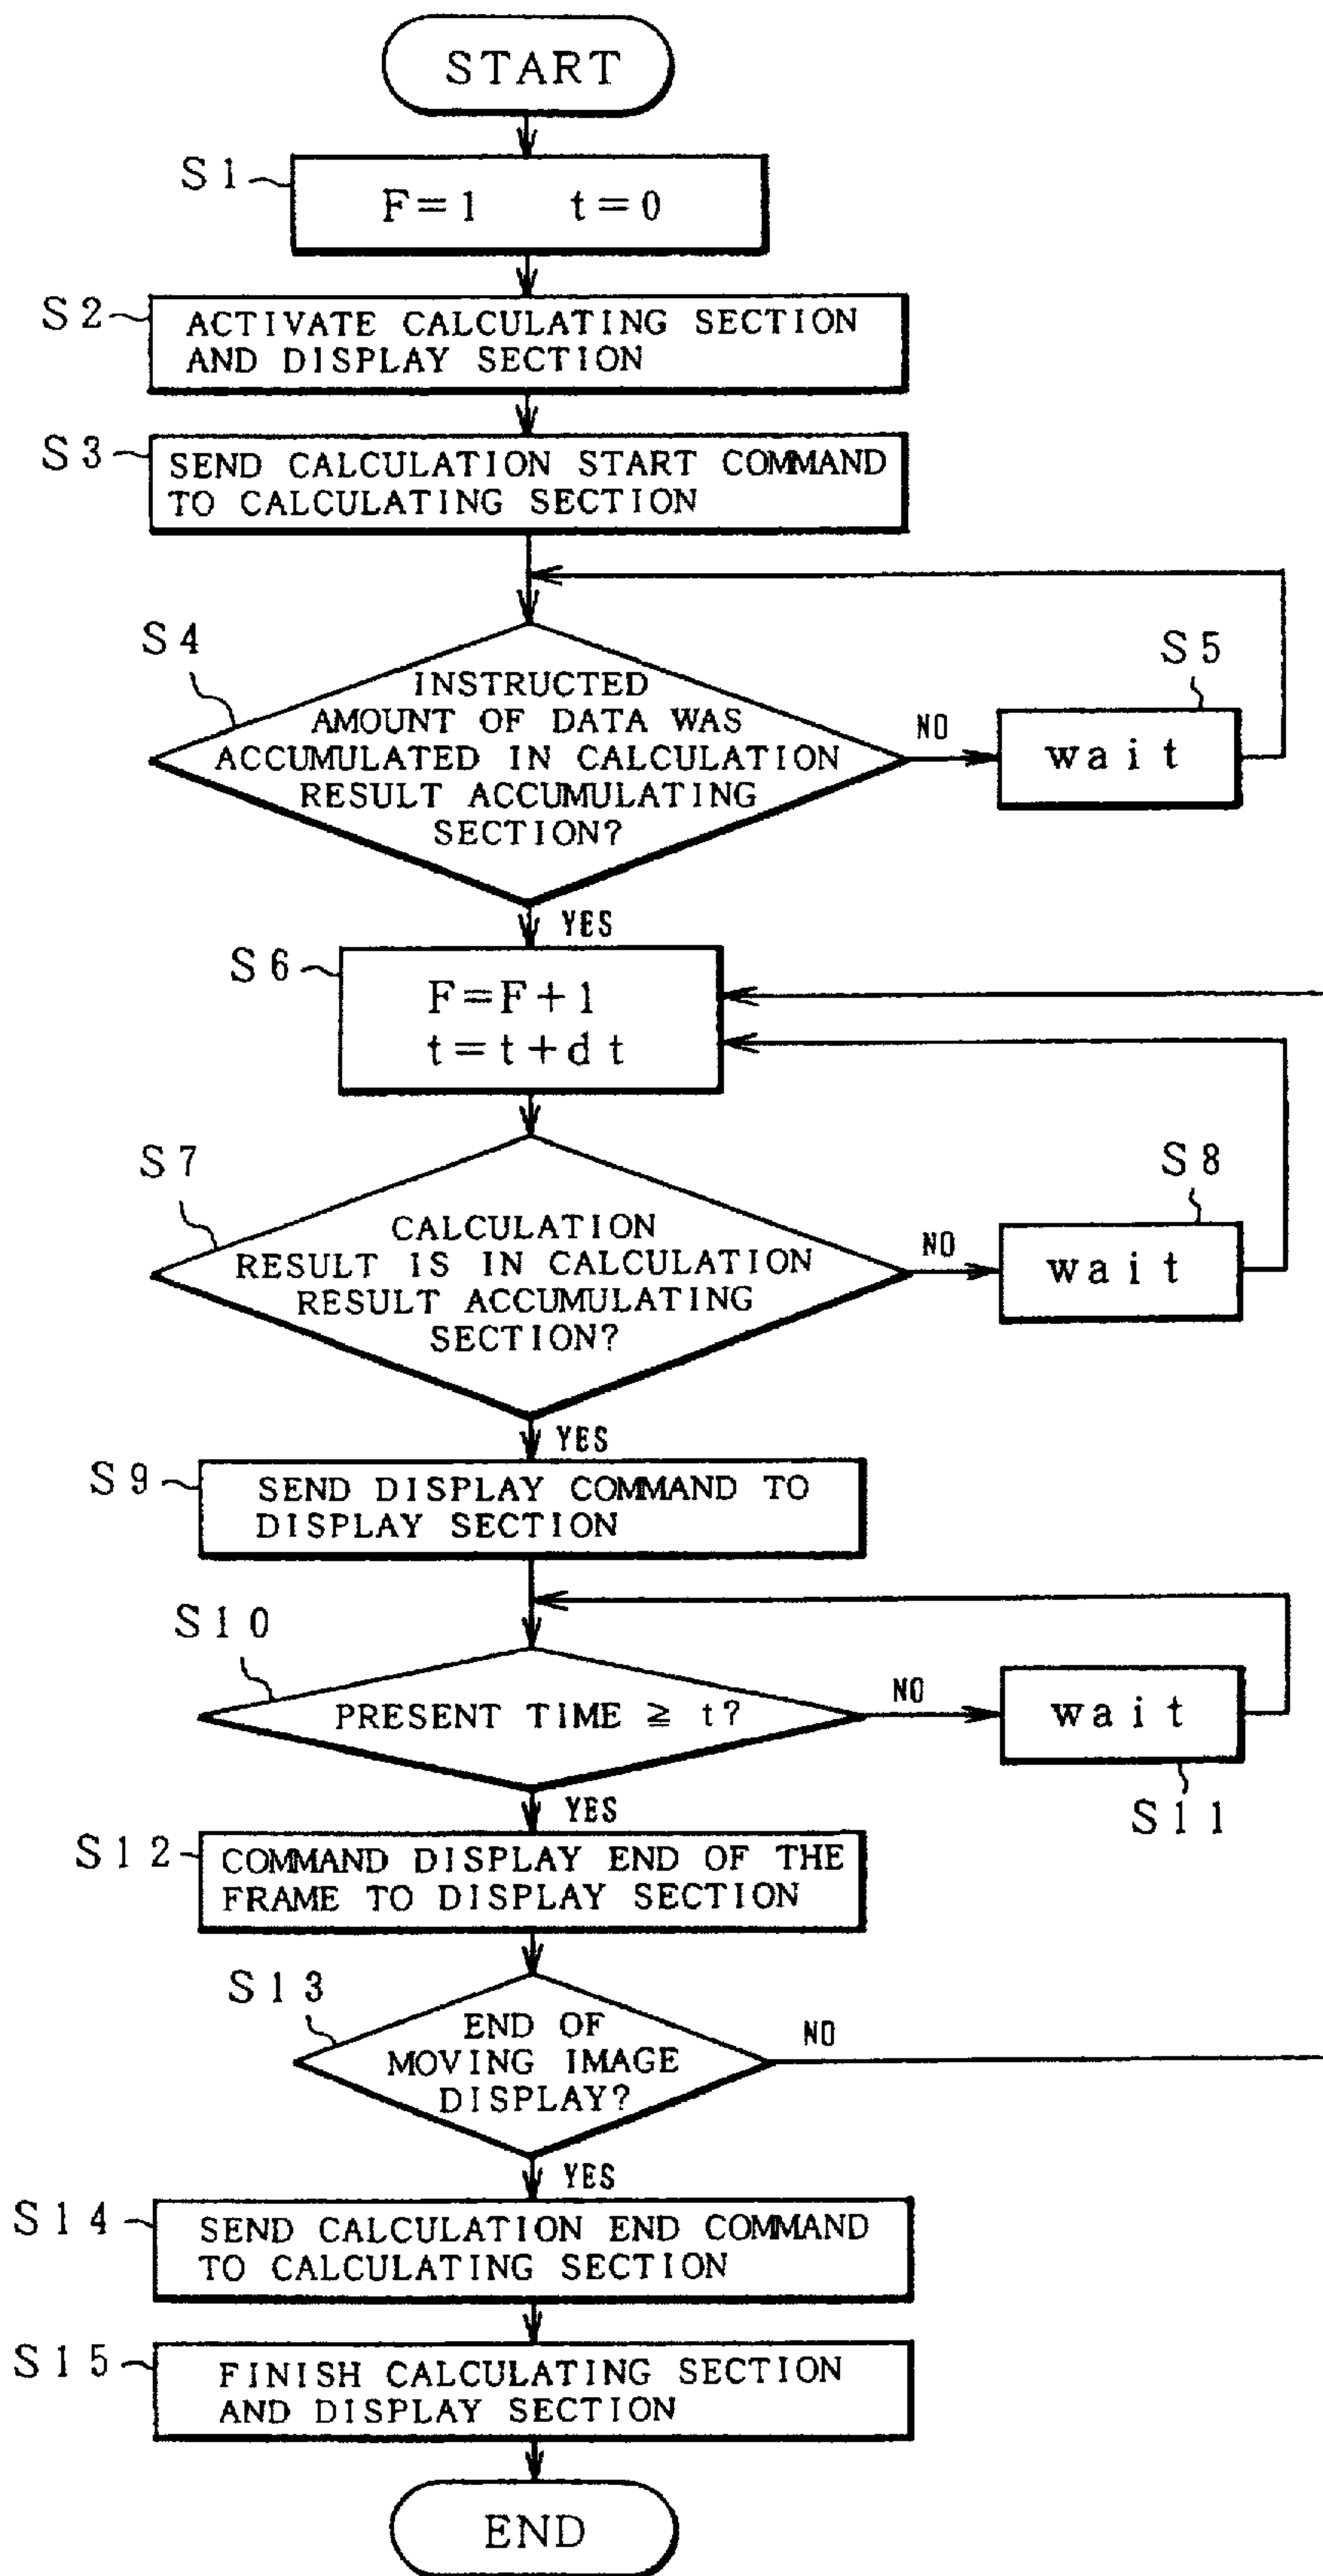 START
S1
F=1 t=0
S2
ACTIVATE CALCULATING SECTION
AND DISPLAY SECTION
S3
SEND CALCULATION START COMMAND
TO CALCULATING SECTION
S4
INSTRUCTED
AMOUNT OF DATA WAS
ACCUMULATED IN CALCULATION
RESULT ACCUMULATING
SECTION?
NO
S5
wait
YES
S6
F=F+1
t=t+dt
S7
CALCULATION
RESULT IS IN CALCULATION
RESULT ACCUMULATING
SECTION?
NO
S8
wait
YES
S9
SEND DISPLAY COMMAND TO
DISPLAY SECTION
S10
PRESENT TIME ≧ t?
NO
wait
S11
YES
S12
COMMAND DISPLAY END OF THE
FRAME TO DISPLAY SECTION
S13
END OF
MOVING IMAGE
DISPLAY?
NO
YES
S14
SEND CALCULATION END COMMAND
TO CALCULATING SECTION
S15
FINISH CALCULATING SECTION
AND DISPLAY SECTION
END